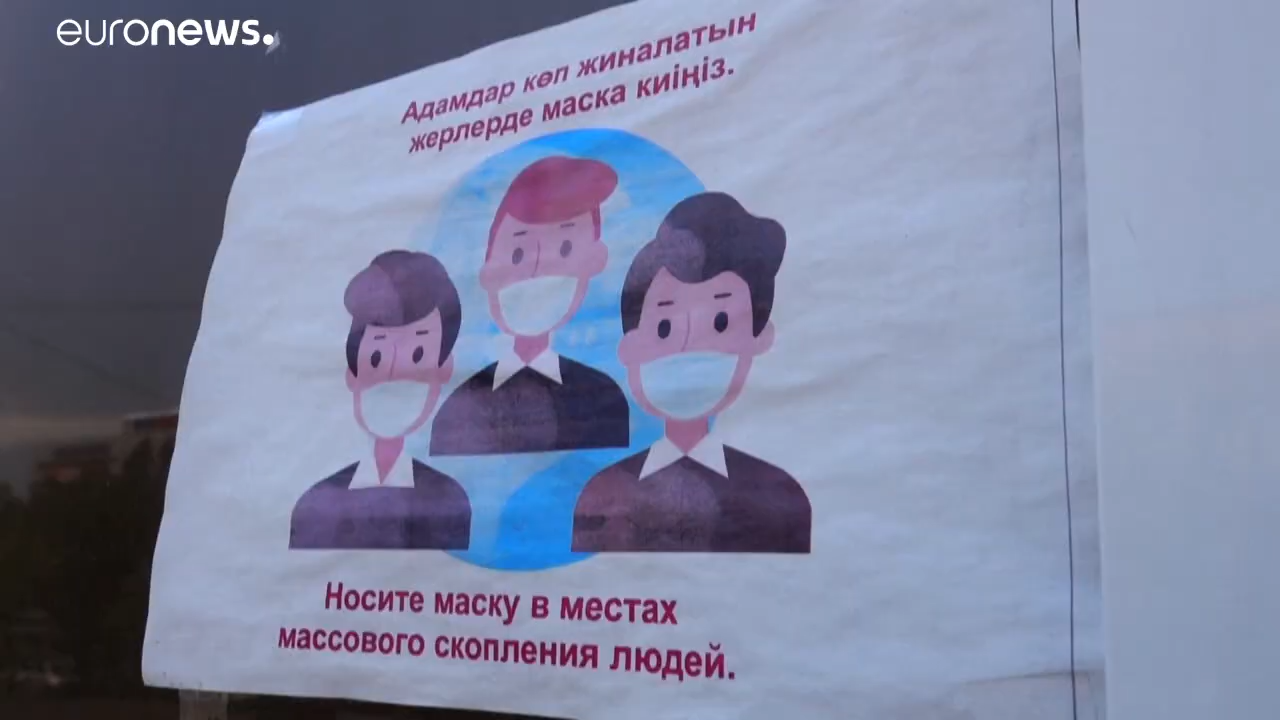 euronews.
Адамдар көп жиналатын
жерлерде маска киіңіз.
Носите маску в местах
массового скопления людей.